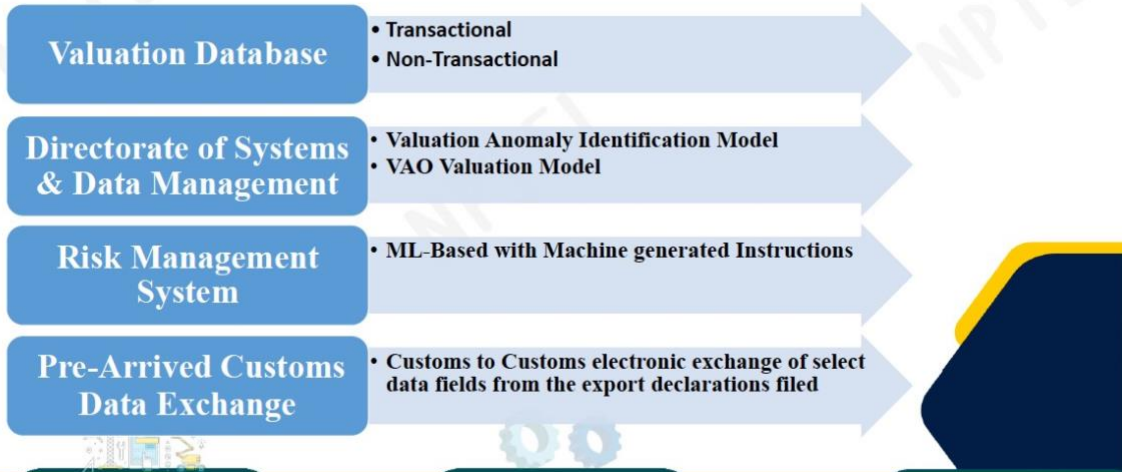 Valuation Database
• Transactional
• Non-Transactional
Directorate of Systems
& Data Management
• Valuation Anomaly Identification Model
• VAO Valuation Model
Risk Management
System
• ML-Based with Machine generated Instructions
Pre-Arrived Customs
Data Exchange
• Customs to Customs electronic exchange of select
data fields from the export declarations filed
NPTEL
NPTEL